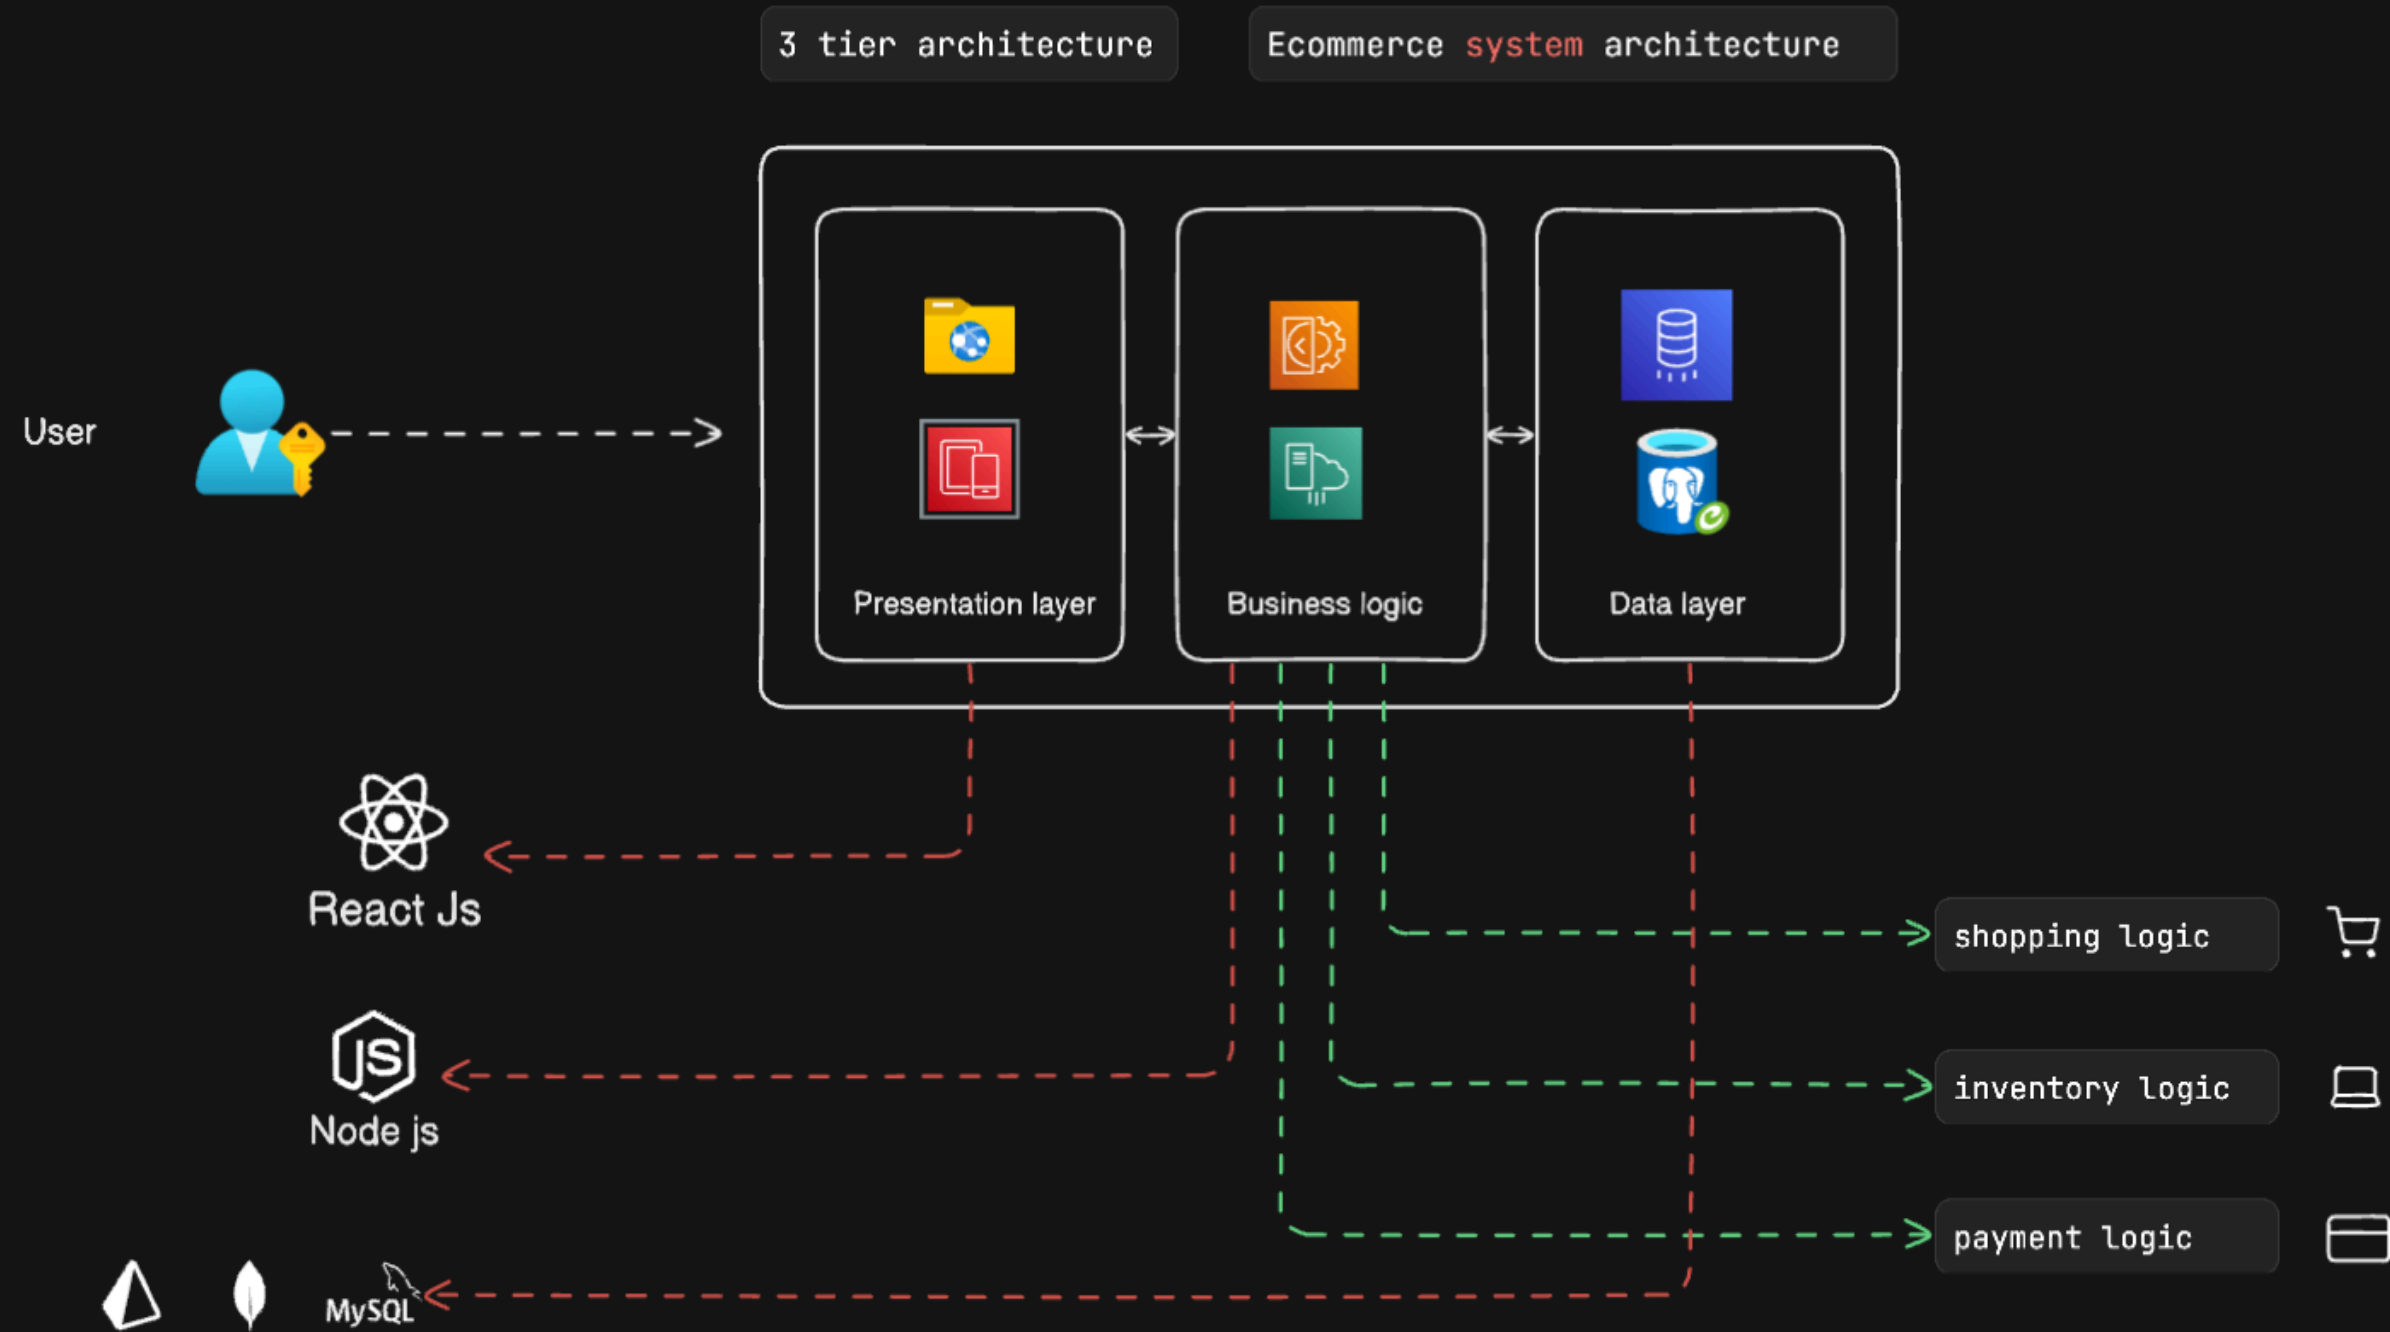 3 tier architecture
Ecommerce system architecture
User
Presentation layer
Business logic
Data layer
React Js
shopping logic
JS
Node js
inventory logic
payment logic
MySQL